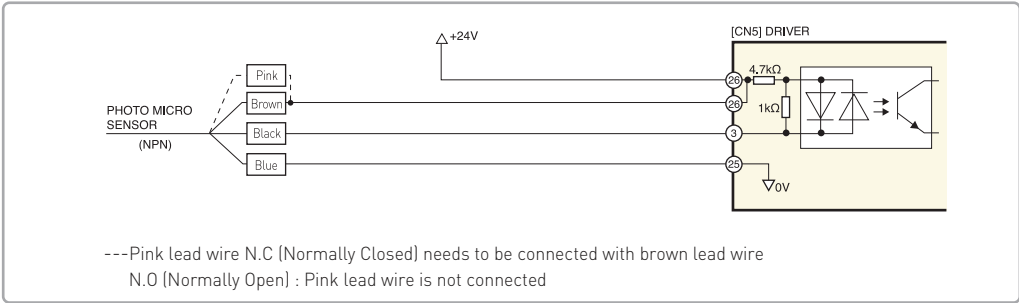 [CN5] DRIVER
+24V
Pink
26
4.7kΩ
Brown
26
1kΩ
PHOTO MICRO
SENSOR
(NPN)
Black
3
Blue
25
0V
---Pink lead wire N.C (Normally Closed) needs to be connected with brown lead wire
N.O (Normally Open) : Pink lead wire is not connected